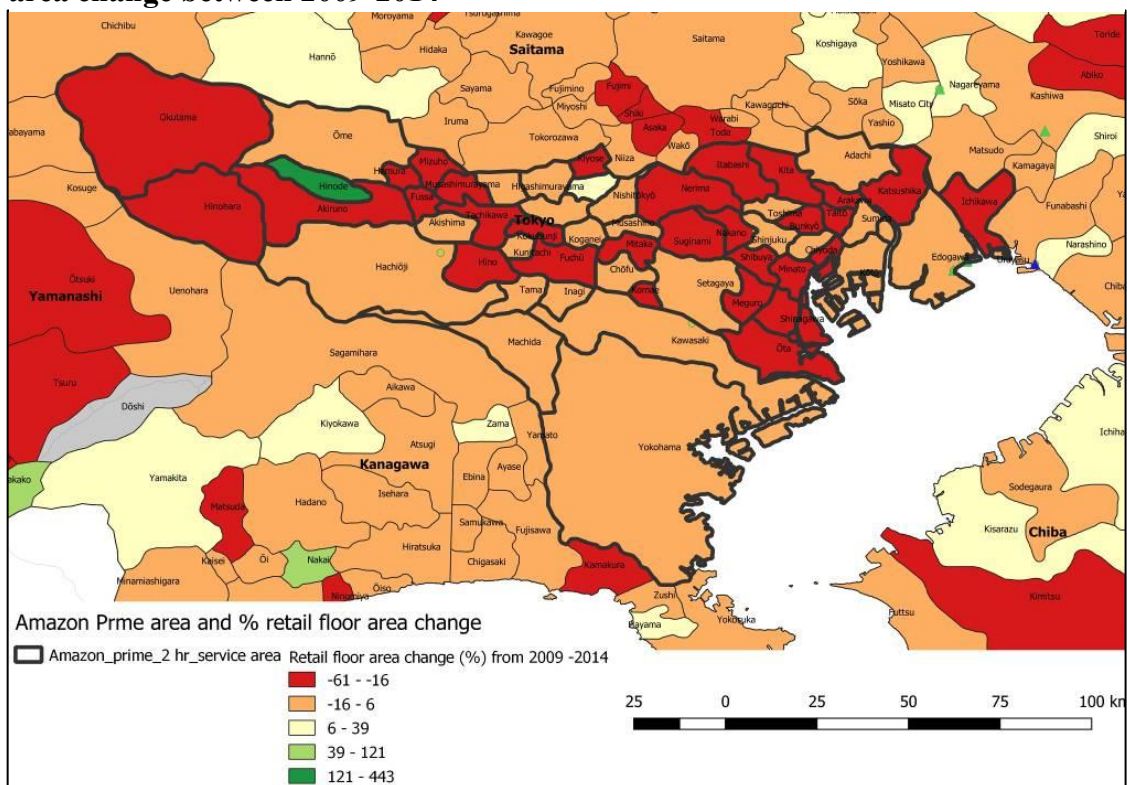 area change between 2009-2014
Chichibu
Moroyama
Tsurugashima
Kawagoe
Saitama
Saitama
Koshigaya
Yoshikawa
Nagareyama
Toride
Abiko
Hannō
Hidaka
Sayama
Fujimino
Miyoshi
Fujimi
Shiki
Kawaguchi
Sōka
Misato City
Kashiwa
Okutama
Ōme
Iruma
Tokorozawa
Asaka
Wakō
Warabi
Toda
Yashio
Shiroi
Kosuge
Hinode
Hamura
Mizuho
Musashimurayama
Higashimurayama
Kiyose
Niiza
Itabashi
Kita
Adachi
Matsudo
Kamagaya
Hinohara
Akiruno
Fussa
Akishima
Tachikawa
Tokyo
Kokubunji
Koganei
Nishitōkyō
Musashino
Nerima
Toshima
Bunkyō
Arakawa
Taitō
Katsushika
Sumida
Ichikawa
Funabashi
Narashino
Ōtsuki
Yamanashi
Uenohara
Hachiōji
Hino
Kunitachi
Fuchū
Mitaka
Suginami
Nakano
Shinjuku
Shibuya
Chiyoda
Minato
Kōtō
Edogawa
Urayasu
Chiba
Tama
Inagi
Chōfu
Komae
Setagaya
Meguro
Shinagawa
Ōta
Tsuru
Dōshi
Sagamihara
Machida
Kawasaki
Aikawa
Kiyokawa
Zama
Yamato
Yokohama
Atsugi
Kanagawa
Ebina
Ayase
Yamakita
Matsuda
Hadano
Isehara
Samukawa
Fujisawa
Sodegaura
Kisarazu
Chiba
Kaisei
Ōi
Nakai
Hiratsuka
Chigasaki
Kamakura
Minamiashigara
Ninomiya
Ōiso
Zushi
Yokosuka
Futtsu
Kimitsu
Amazon Prme area and % retail floor area change
Amazon_prime_2 hr_service area
Retail floor area change (%) from 2009 -2014
-61 - -16
-16 - 6
6 - 39
39 - 121
121 - 443
25 0 25 50 75 100 km